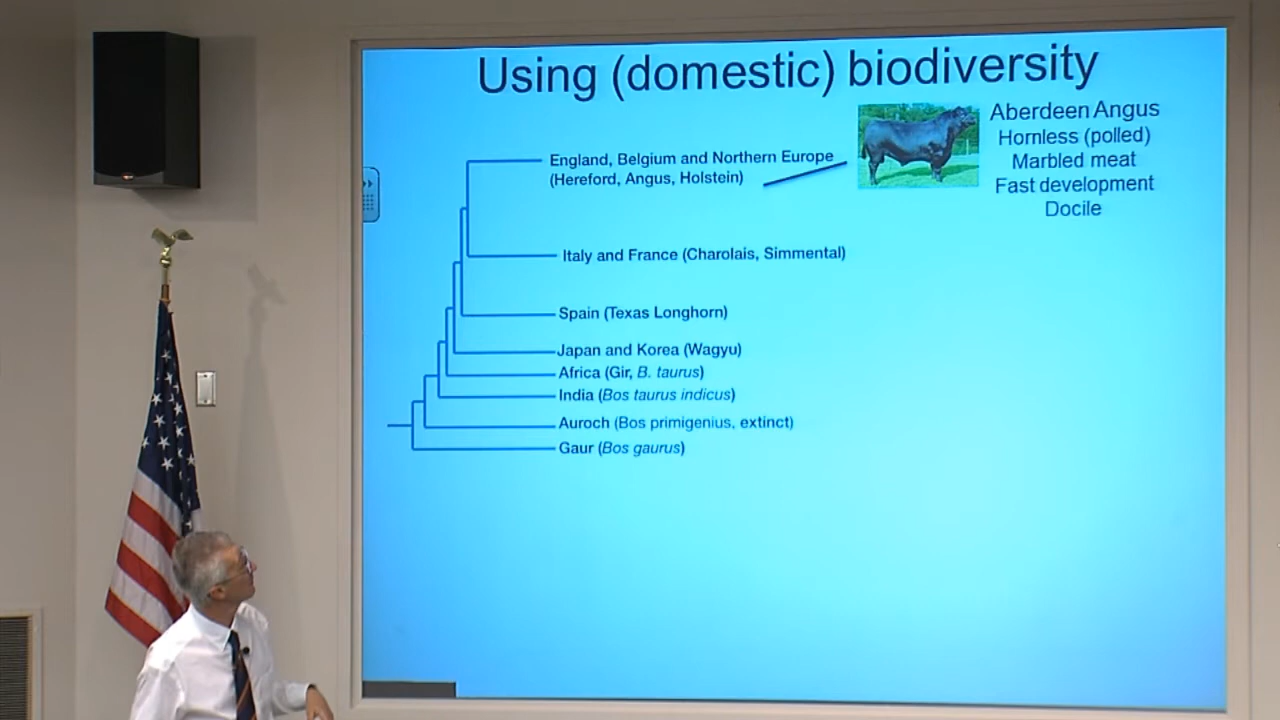 Using (domestic) biodiversity
Aberdeen Angus
Hornless (polled)
Marbled meat
Fast development
Docile
England, Belgium and Northern Europe
(Hereford, Angus, Holstein)
Italy and France (Charolais, Simmental)
Spain (Texas Longhorn)
Japan and Korea (Wagyu)
Africa (Gir, B. taurus)
India (Bos taurus indicus)
Auroch (Bos primigenius, extinct)
Gaur (Bos gaurus)